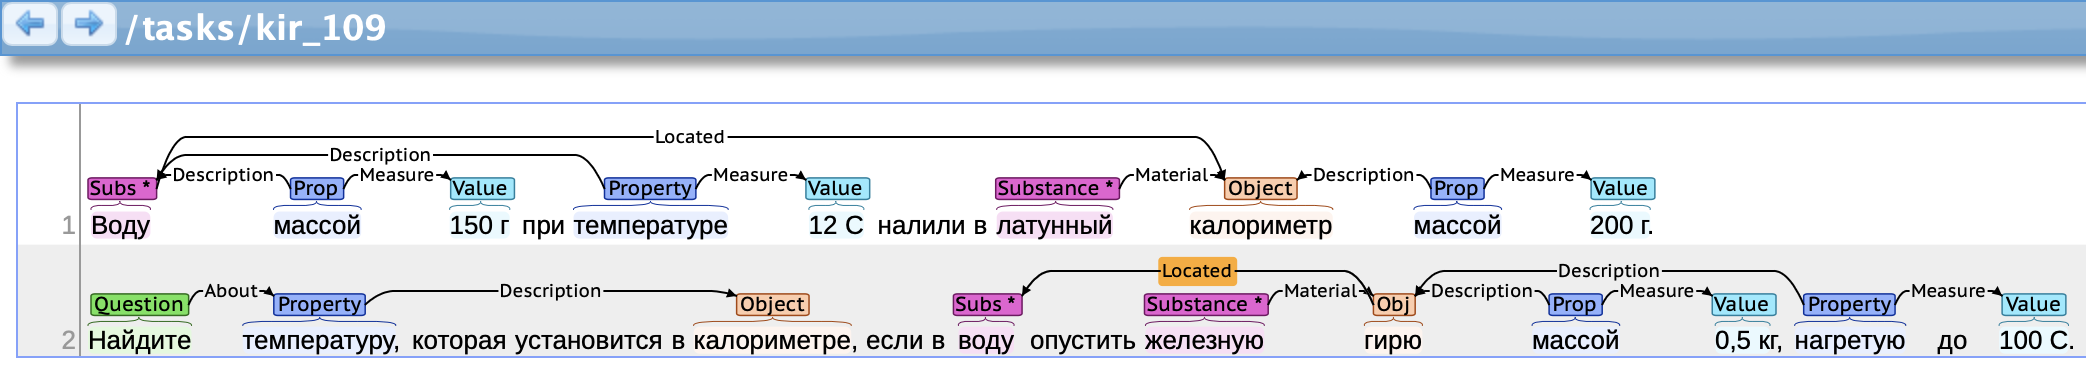 /tasks/kir_109
Located
Description
Description Measure Measure Material Description Measure
Subs * Prop Value Property Value Substance * Object Prop Value
1 Воду массой 150 г при температуре 12 С налили в латунный калориметр массой 200 г.
Located Description
About Description Material Description Measure Measure
Question Property Object Subs * Substance * Obj Prop Value Property Value
2 Найдите температуру, которая установится в калориметре, если в воду опустить железную гирю массой 0,5 кг, нагретую до 100 С.